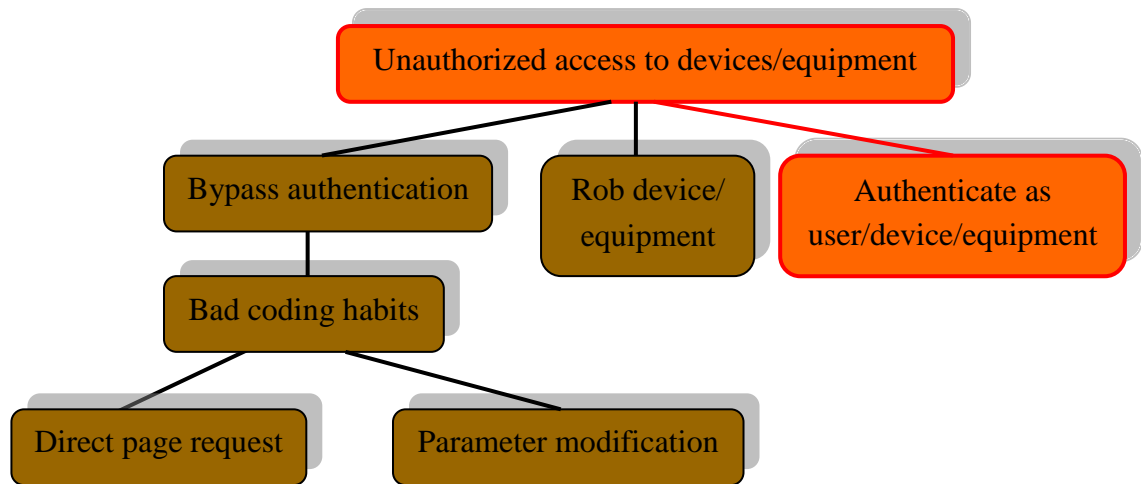 Unauthorized access to devices/equipment
Bypass authentication
Rob device/
equipment
Authenticate as
user/device/equipment
Bad coding habits
Direct page request
Parameter modification